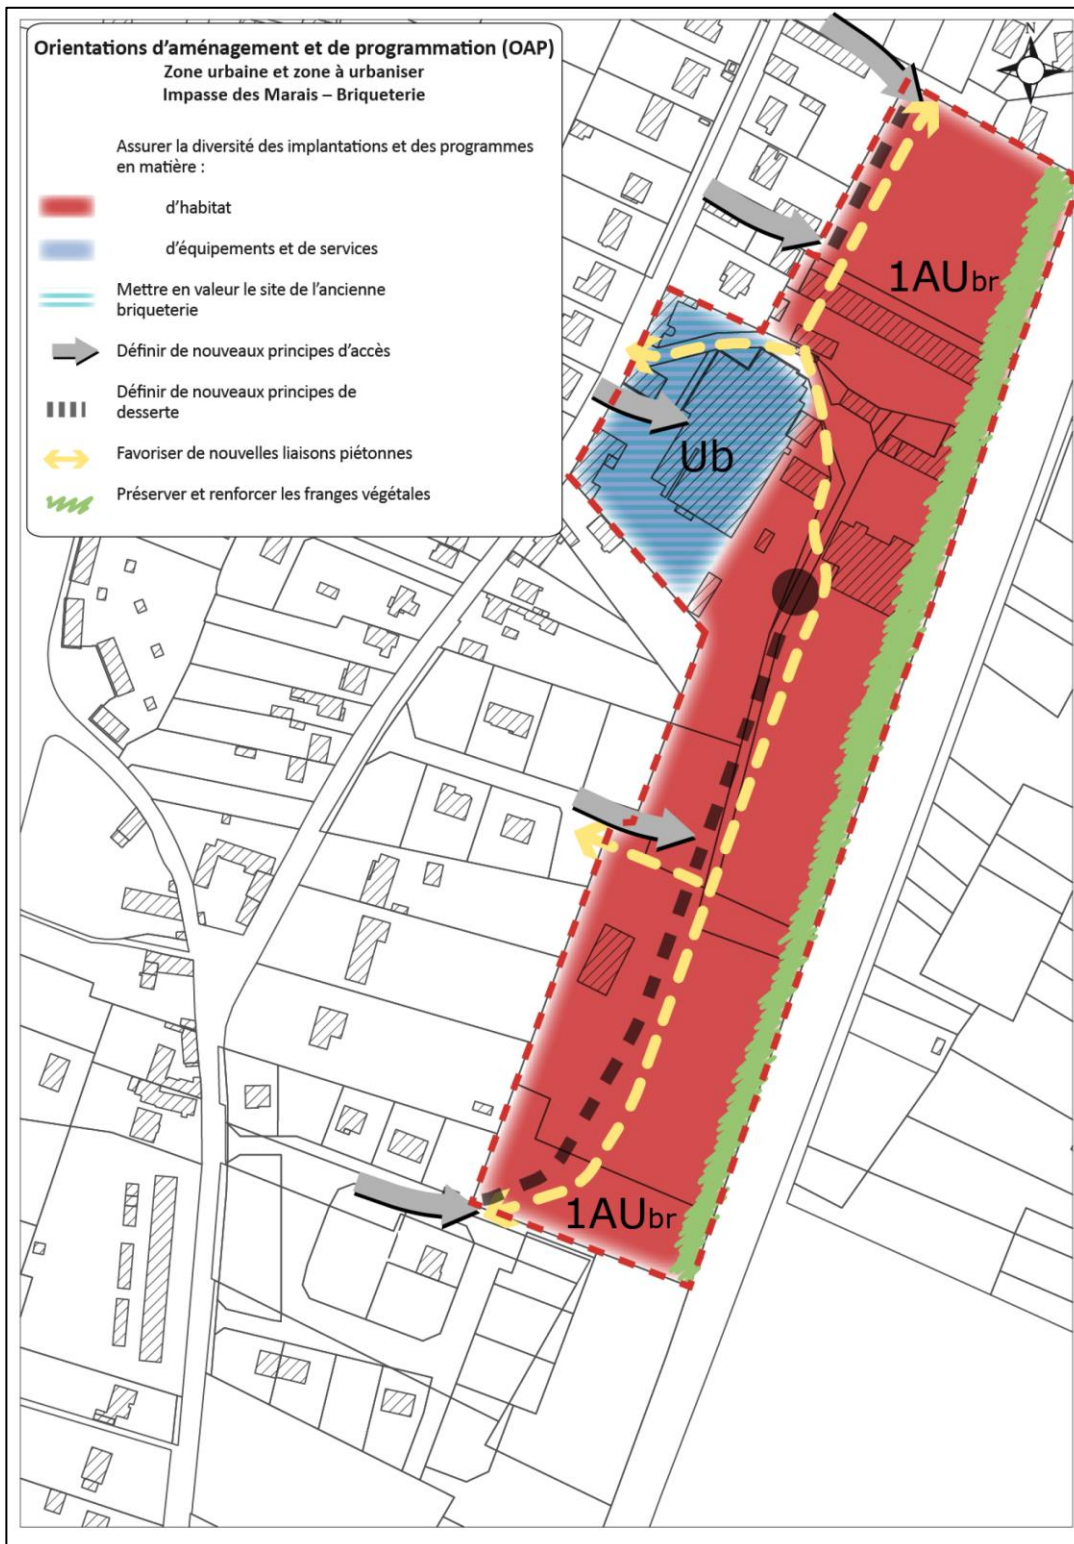 Orientations d'aménagement et de programmation (OAP)
Zone urbaine et zone à urbaniser
Impasse des Marais – Briqueterie
Assurer la diversité des implantations et des programmes
en matière :
d'habitat
d'équipements et de services
Mettre en valeur le site de l'ancienne
briqueterie
Définir de nouveaux principes d'accès
Définir de nouveaux principes de
desserte
Favoriser de nouvelles liaisons piétonnes
Préserver et renforcer les franges végétales
N
1AUbr
Ub
1AUbr